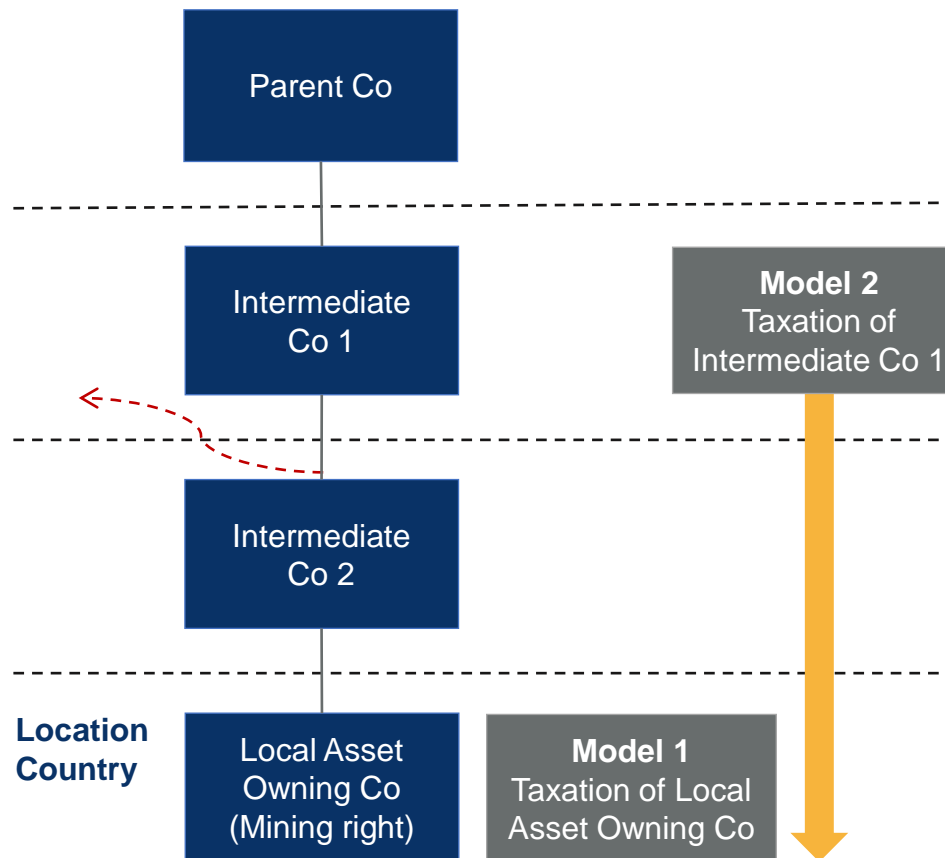 Parent Co
Intermediate
Co 1
Model 2
Taxation of
Intermediate Co 1
Intermediate
Co 2
Location
Country
Local Asset
Owning Co
(Mining right)
Model 1
Taxation of Local
Asset Owning Co